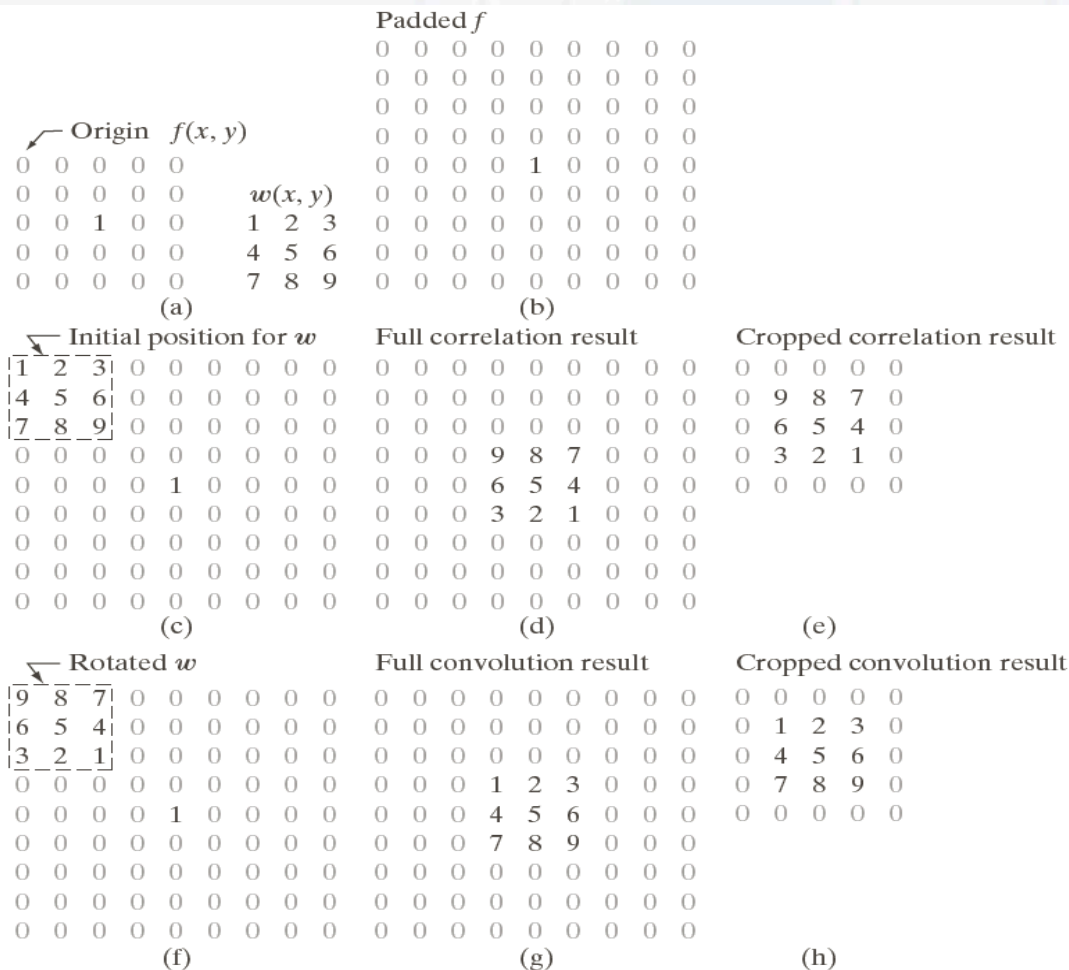 Padded f
0 0 0 0 0 0 0 0 0
0 0 0 0 0 0 0 0 0
0 0 0 0 0 0 0 0 0
0 0 0 0 0 0 0 0 0
0 0 0 0 1 0 0 0 0
0 0 0 0 0 0 0 0 0
0 0 0 0 0 0 0 0 0
0 0 0 0 0 0 0 0 0
0 0 0 0 0 0 0 0 0
(b)
Origin f(x, y)
0 0 0 0 0
0 0 0 0 0
0 0 1 0 0
0 0 0 0 0
0 0 0 0 0
(a)
w(x, y)
1 2 3
4 5 6
7 8 9
Initial position for w
1 2 3 0 0 0 0 0 0
4 5 6 0 0 0 0 0 0
7 8 9 0 0 0 0 0 0
0 0 0 0 0 0 0 0 0
0 0 0 0 1 0 0 0 0
0 0 0 0 0 0 0 0 0
0 0 0 0 0 0 0 0 0
0 0 0 0 0 0 0 0 0
0 0 0 0 0 0 0 0 0
(c)
Full correlation result
0 0 0 0 0 0 0 0 0
0 0 0 0 0 0 0 0 0
0 0 0 0 0 0 0 0 0
0 0 0 9 8 7 0 0 0
0 0 0 6 5 4 0 0 0
0 0 0 3 2 1 0 0 0
0 0 0 0 0 0 0 0 0
0 0 0 0 0 0 0 0 0
0 0 0 0 0 0 0 0 0
(d)
Cropped correlation result
0 0 0 0 0
0 9 8 7 0
0 6 5 4 0
0 3 2 1 0
0 0 0 0 0
(e)
Rotated w
9 8 7 0 0 0 0 0 0
6 5 4 0 0 0 0 0 0
3 2 1 0 0 0 0 0 0
0 0 0 0 0 0 0 0 0
0 0 0 0 1 0 0 0 0
0 0 0 0 0 0 0 0 0
0 0 0 0 0 0 0 0 0
0 0 0 0 0 0 0 0 0
0 0 0 0 0 0 0 0 0
(f)
Full convolution result
0 0 0 0 0 0 0 0 0
0 0 0 0 0 0 0 0 0
0 0 0 0 0 0 0 0 0
0 0 0 1 2 3 0 0 0
0 0 0 4 5 6 0 0 0
0 0 0 7 8 9 0 0 0
0 0 0 0 0 0 0 0 0
0 0 0 0 0 0 0 0 0
0 0 0 0 0 0 0 0 0
(g)
Cropped convolution result
0 0 0 0 0
0 1 2 3 0
0 4 5 6 0
0 7 8 9 0
0 0 0 0 0
(h)